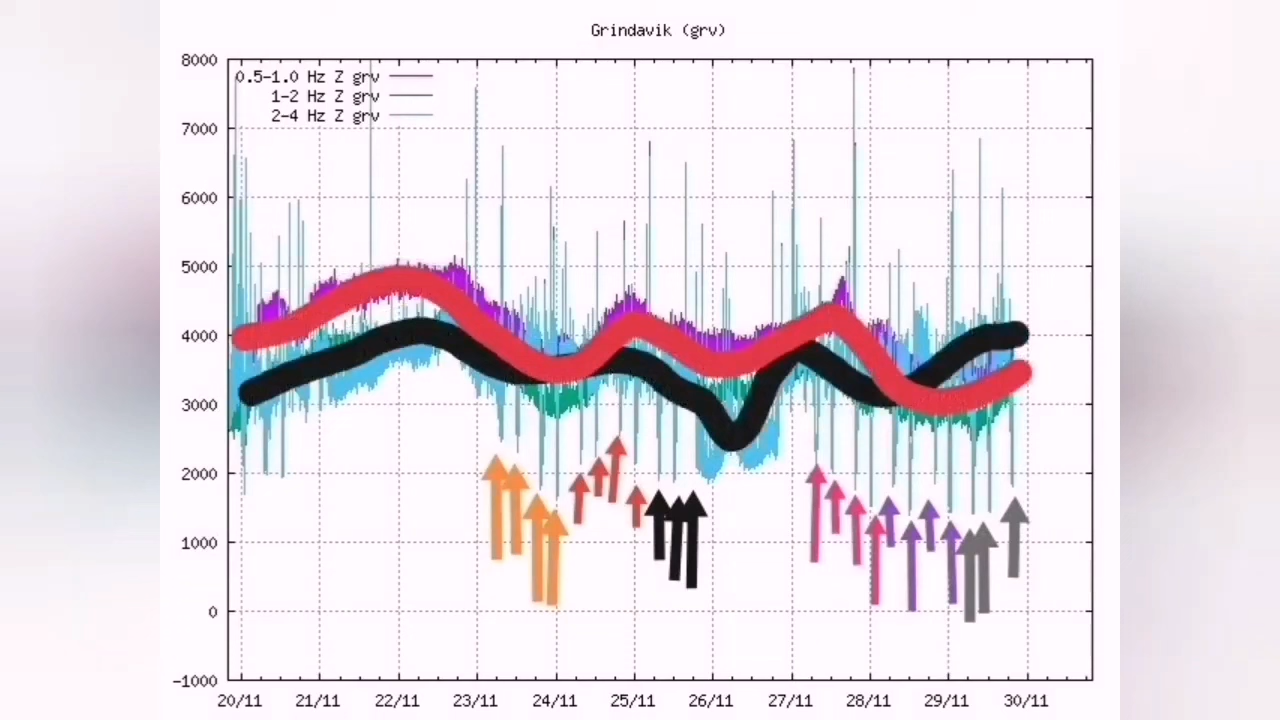 Grindavik (grv)
8000
0.5-1.0 Hz Z grv
1-2 Hz Z grv
2-4 Hz Z grv
7000
6000
5000
4000
3000
2000
1000
0
-1000
20/11 21/11 22/11 23/11 24/11 25/11 26/11 27/11 28/11 29/11 30/11